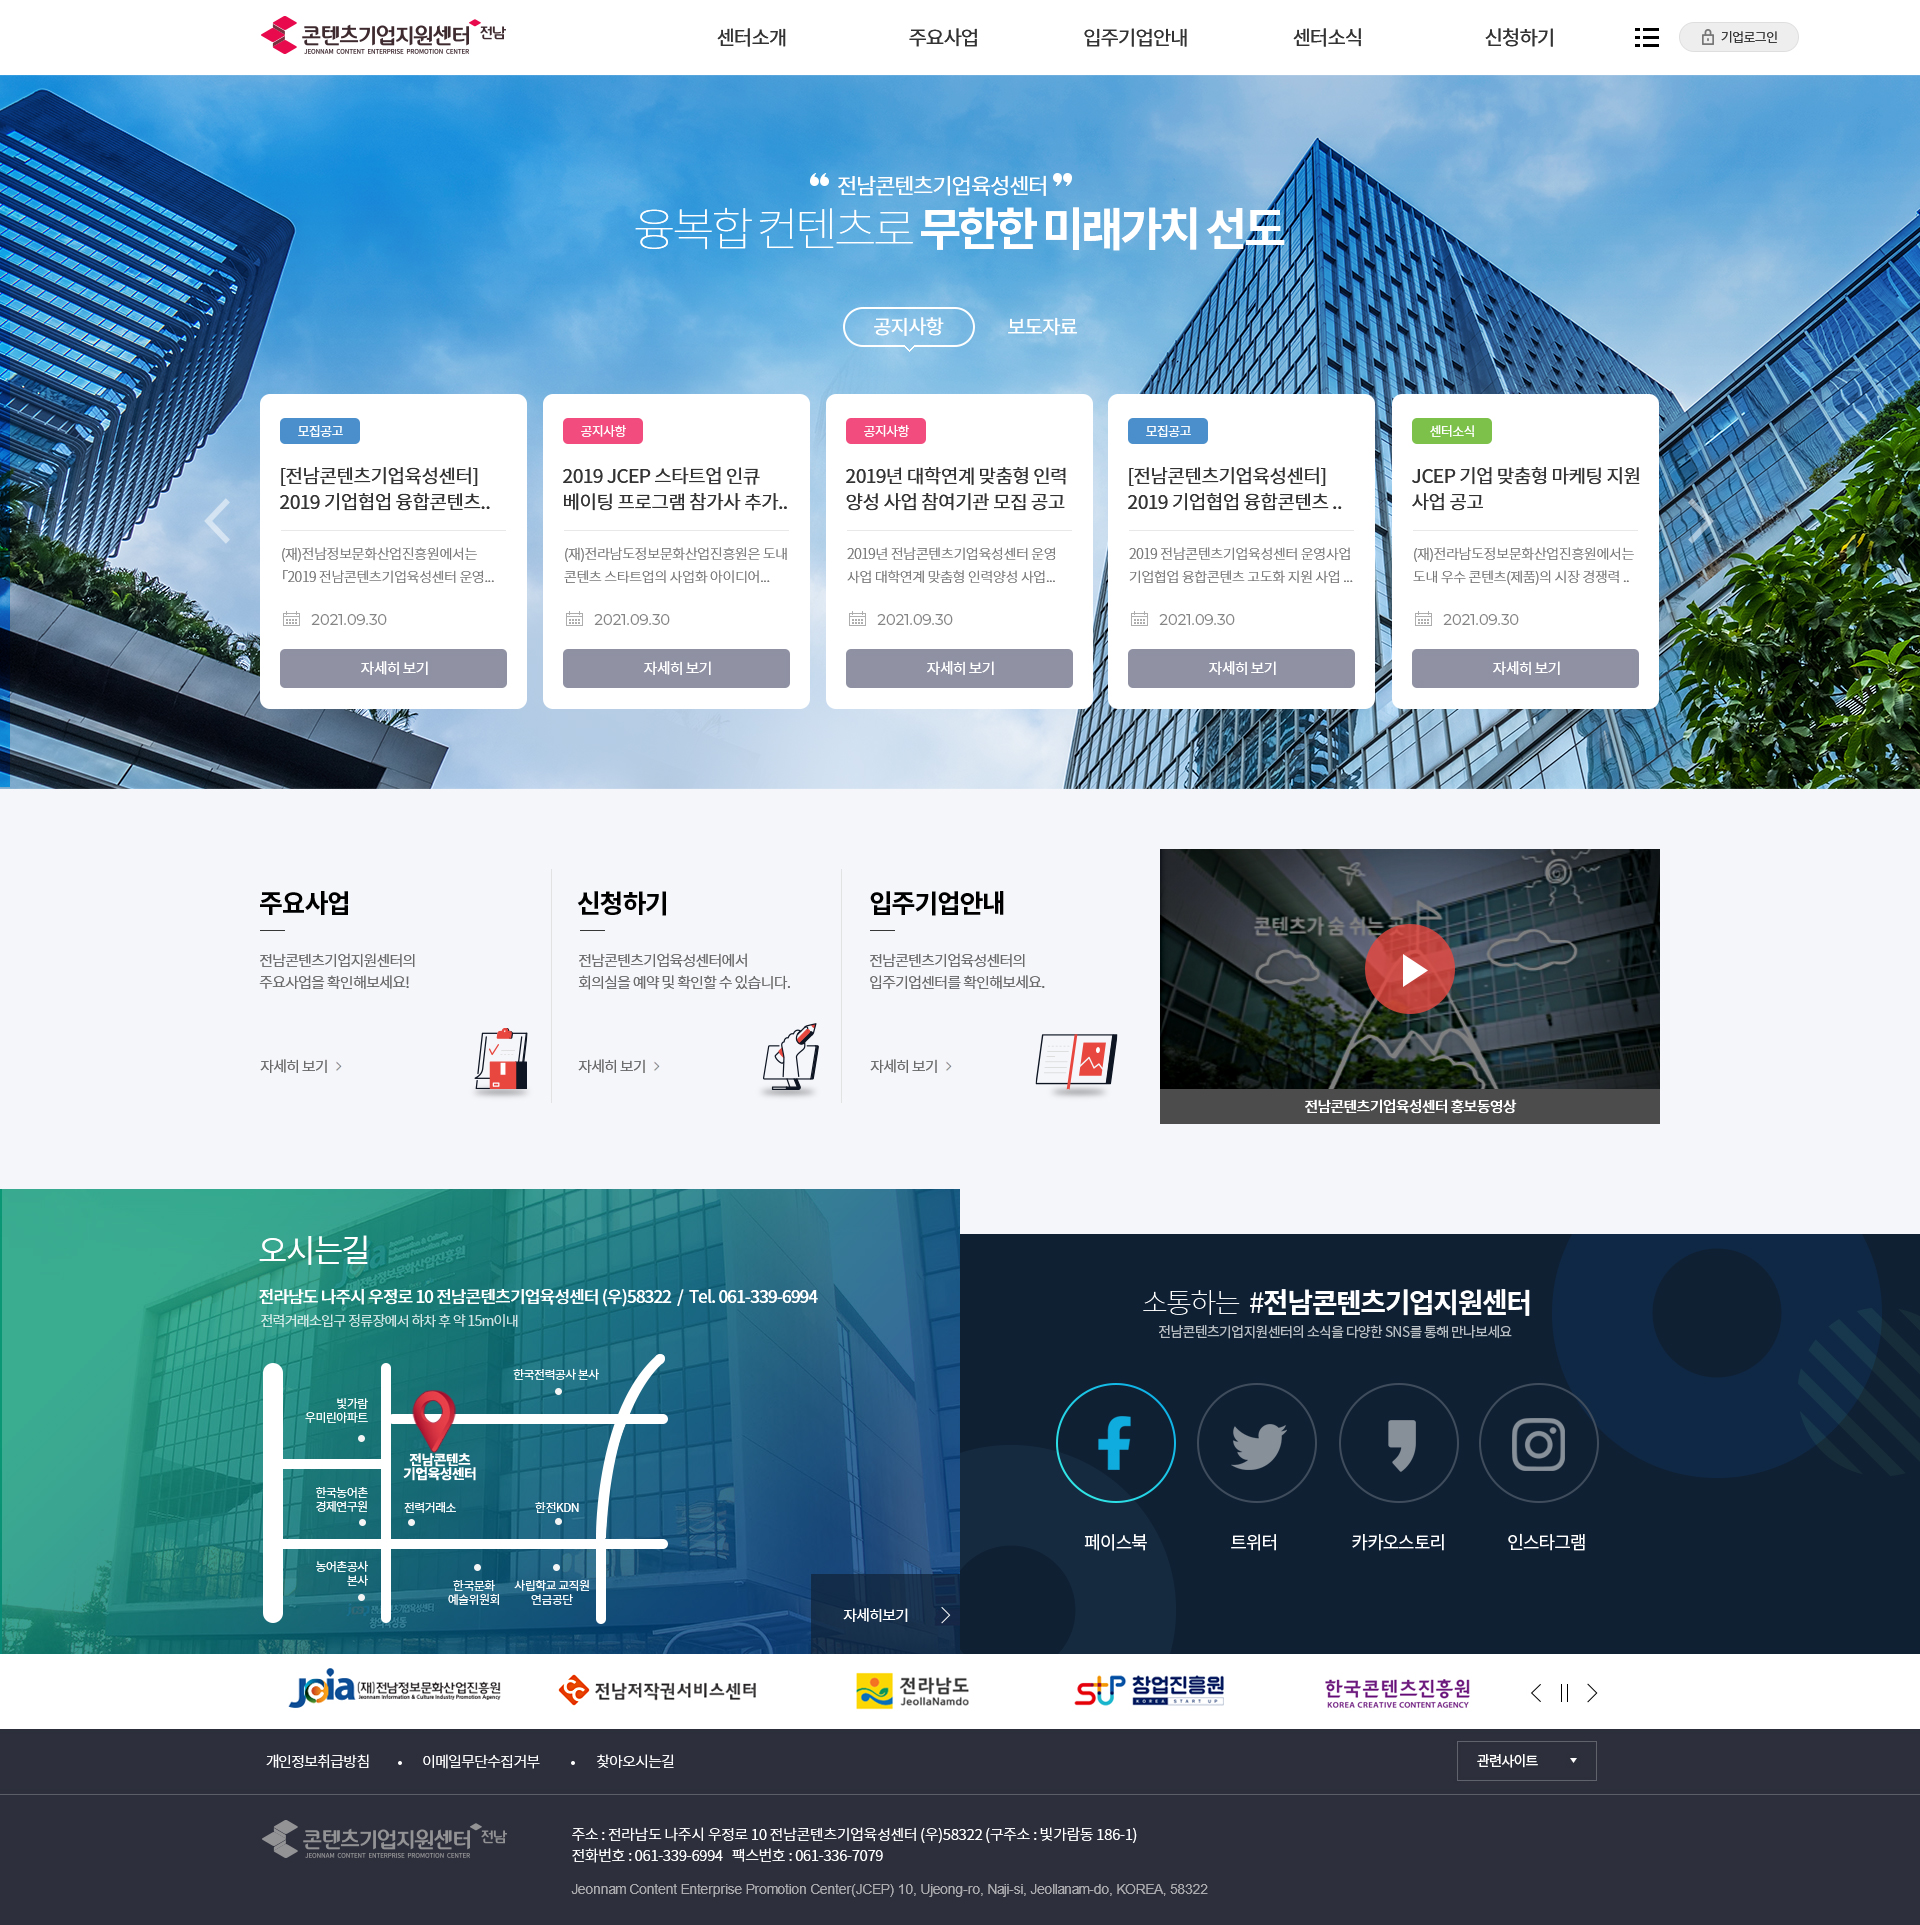 콘텐츠기업지원센터 전남
JEONNAM CONTENT ENTERPRISE PROMOTION CENTER
센터소개
주요사업
입주기업안내
센터소식
신청하기
기업로그인
❝ 전남콘텐츠기업육성센터 ❞
융복합 컨텐츠로 무한한 미래가치 선도
공지사항
보도자료
모집공고
[전남콘텐츠기업육성센터]
2019 기업협업 융합콘텐츠..
(재)전남정보문화산업진흥원에서는
「2019 전남콘텐츠기업육성센터 운영...
2021.09.30
자세히 보기
공지사항
2019 JCEP 스타트업 인큐
베이팅 프로그램 참가사 추가..
(재)전라남도정보문화산업진흥원은 도내
콘텐츠 스타트업의 사업화 아이디어...
2021.09.30
자세히 보기
공지사항
2019년 대학연계 맞춤형 인력
양성 사업 참여기관 모집 공고
2019년 전남콘텐츠기업육성센터 운영
사업 대학연계 맞춤형 인력양성 사업...
2021.09.30
자세히 보기
모집공고
[전남콘텐츠기업육성센터]
2019 기업협업 융합콘텐츠 ..
2019 전남콘텐츠기업육성센터 운영사업
기업협업 융합콘텐츠 고도화 지원 사업 ...
2021.09.30
자세히 보기
센터소식
JCEP 기업 맞춤형 마케팅 지원
사업 공고
(재)전라남도정보문화산업진흥원에서는
도내 우수 콘텐츠(제품)의 시장 경쟁력 ..
2021.09.30
자세히 보기
주요사업
전남콘텐츠기업지원센터의
주요사업을 확인해보세요!
자세히 보기
신청하기
전남콘텐츠기업육성센터에서
회의실을 예약 및 확인할 수 있습니다.
자세히 보기
입주기업안내
전남콘텐츠기업육성센터의
입주기업센터를 확인해보세요.
자세히 보기
콘텐츠가 숨 쉬는
전남콘텐츠기업육성센터 홍보동영상
오시는길
전라남도 나주시 우정로 10 전남콘텐츠기업육성센터 (우)58322 / Tel. 061-339-6994
전력거래소입구 정류장에서 하차 후 약 15m이내
한국전력공사 본사
빛가람
우미린아파트
전남콘텐츠
기업육성센터
한국농어촌
경제연구원
전력거래소
한전KDN
농어촌공사
본사
한국문화
예술위원회
사립학교 교직원
연금공단
자세히보기
소통하는 #전남콘텐츠기업지원센터
전남콘텐츠기업지원센터의 소식을 다양한 SNS를 통해 만나보세요
페이스북
트위터
카카오스토리
인스타그램
jcia (재)전남정보문화산업진흥원
Jeonnam Information & Culture Industry Promotion Agency
전남저작권서비스센터
전라남도
JeollaNamdo
STUP 창업진흥원
KOREA START UP
한국콘텐츠진흥원
KOREA CREATIVE CONTENT AGENCY
개인정보취급방침
이메일무단수집거부
찾아오시는길
관련사이트
콘텐츠기업지원센터 전남
JEONNAM CONTENT ENTERPRISE PROMOTION CENTER
주소 : 전라남도 나주시 우정로 10 전남콘텐츠기업육성센터 (우)58322 (구주소 : 빛가람동 186-1)
전화번호 : 061-339-6994 팩스번호 : 061-336-7079
Jeonnam Content Enterprise Promotion Center(JCEP) 10, Ujeong-ro, Naji-si, Jeollanam-do, KOREA, 58322